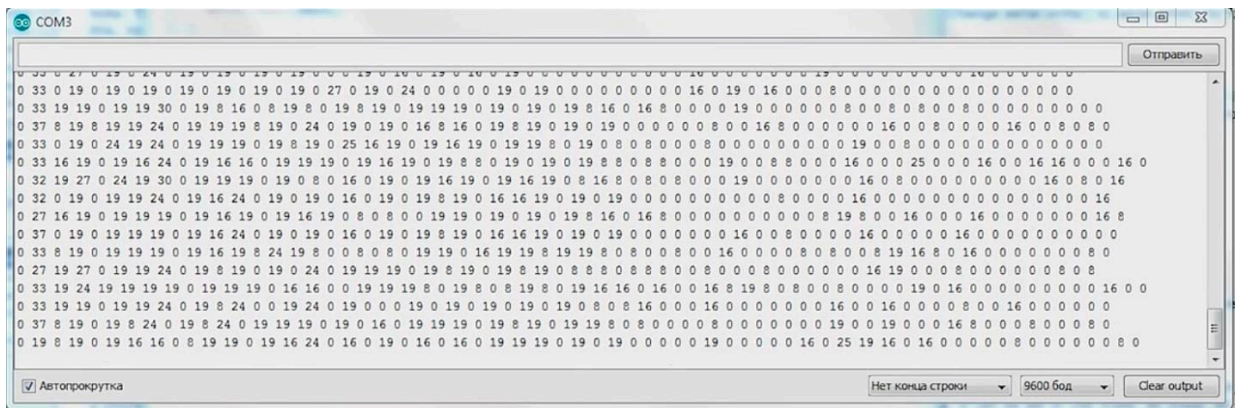 COM3
Отправить
0 33 0 19 0 19 0 19 0 19 0 19 0 19 0 27 0 19 0 24 0 0 0 0 0 19 0 19 0 0 0 0 0 0 0 0 16 0 19 0 16 0 0 0 8 0 0 0 0 0 0 0 0 0 0 0 0 0 0 0 0
0 33 19 19 0 19 19 30 0 19 8 16 0 8 19 8 0 19 8 19 0 19 19 19 0 19 0 19 0 19 8 16 0 16 8 0 0 0 0 19 0 0 0 0 0 0 0 8 0 0 8 0 8 0 0 8 0 0 0 0 0 0 0 0 0
0 37 8 19 8 19 19 24 0 19 19 19 8 19 0 24 0 19 0 19 0 16 8 16 0 19 8 19 0 19 0 19 0 0 0 0 0 0 8 0 0 16 8 0 0 0 0 0 0 16 0 0 8 0 0 0 0 16 0 0 8 0 8 0
0 33 0 19 0 24 19 24 0 19 19 19 0 19 8 19 0 25 16 19 0 19 16 19 0 19 19 8 0 19 0 8 0 0 0 0 0 8 0 0 0 0 0 0 0 0 19 0 0 8 0 0 0 0 0 0 0 0 0 0 0 0
0 33 16 19 0 19 16 24 0 19 16 16 0 19 19 19 0 19 16 19 0 19 8 8 0 19 0 19 0 19 8 8 0 8 8 0 0 0 19 0 0 8 8 0 0 0 16 0 0 0 25 0 0 0 16 0 0 16 16 0 0 0 16 0
0 32 19 27 0 24 19 30 0 19 19 19 0 19 0 8 0 16 0 19 0 19 16 19 0 19 16 19 0 8 16 8 0 8 0 8 0 0 0 19 0 0 0 0 0 0 0 16 0 8 0 0 0 0 0 0 0 0 0 0 16 0 8 0 16
0 32 0 19 0 19 19 24 0 19 16 24 0 19 0 19 0 16 0 19 0 19 8 19 0 16 16 19 0 19 0 19 0 0 0 0 0 0 0 0 8 0 0 0 0 0 16 0 0 0 0 0 0 0 0 0 0 0 0 0 0 16
0 27 16 19 0 19 19 19 0 19 16 19 0 19 16 19 0 8 0 8 0 0 19 19 0 19 0 19 0 19 8 16 0 16 8 0 0 0 0 0 0 0 0 0 0 8 19 8 0 0 16 0 0 0 16 0 0 0 0 0 0 0 0 16 8
0 37 0 19 0 19 19 19 0 19 16 24 0 19 0 19 0 16 0 19 0 19 8 19 0 16 16 19 0 19 0 19 0 0 0 0 0 0 0 16 0 0 8 0 0 0 0 16 0 0 0 0 0 16 0 0 0 0 0 0 0 0
0 33 8 19 0 19 19 19 0 19 16 19 8 24 19 8 0 0 8 0 8 0 19 19 0 16 19 19 8 19 19 8 0 8 0 0 0 16 0 0 0 0 8 0 0 8 0 0 8 19 16 8 0 16 0 0 0 0 0 0 0 0 8 0
0 27 19 27 0 19 19 24 0 19 8 19 0 19 0 24 0 19 19 19 0 19 8 19 0 19 8 19 0 8 8 8 0 8 8 8 0 0 0 8 0 0 0 0 0 0 16 19 0 0 0 8 0 0 0 0 0 0 0 8 0 8
0 33 19 24 19 19 19 19 0 19 19 19 0 16 16 0 0 19 19 19 0 19 8 0 19 8 0 8 19 8 0 19 16 16 0 16 0 0 16 8 19 8 0 8 0 0 0 0 19 0 16 0 0 0 0 0 0 0 0 0 0 0 16 0 0
0 33 19 19 0 19 19 24 0 19 8 24 0 0 19 24 0 19 0 0 0 19 0 19 0 19 0 19 0 8 0 8 16 0 0 0 16 0 0 0 0 0 0 0 16 0 0 16 0 0 0 8 0 0 16 0 0 0 0 0 0
0 37 8 19 0 19 8 24 0 19 8 24 0 19 19 19 0 19 0 16 0 19 19 19 0 19 8 19 0 19 19 8 0 8 0 0 0 0 8 0 0 0 0 0 0 0 19 0 0 19 0 0 0 16 8 0 0 0 8 0 0 0 8 0
0 19 8 19 0 19 16 16 0 8 19 19 0 19 16 24 0 16 0 19 0 16 0 16 0 19 19 19 19 0 19 0 19 0 0 0 0 0 19 0 0 0 0 0 16 0 25 19 16 0 16 0 0 0 0 0 8 0 0 0 0 0 0 8 0
Автопрокрутка
Нет конца строки
9600 бод
Clear output